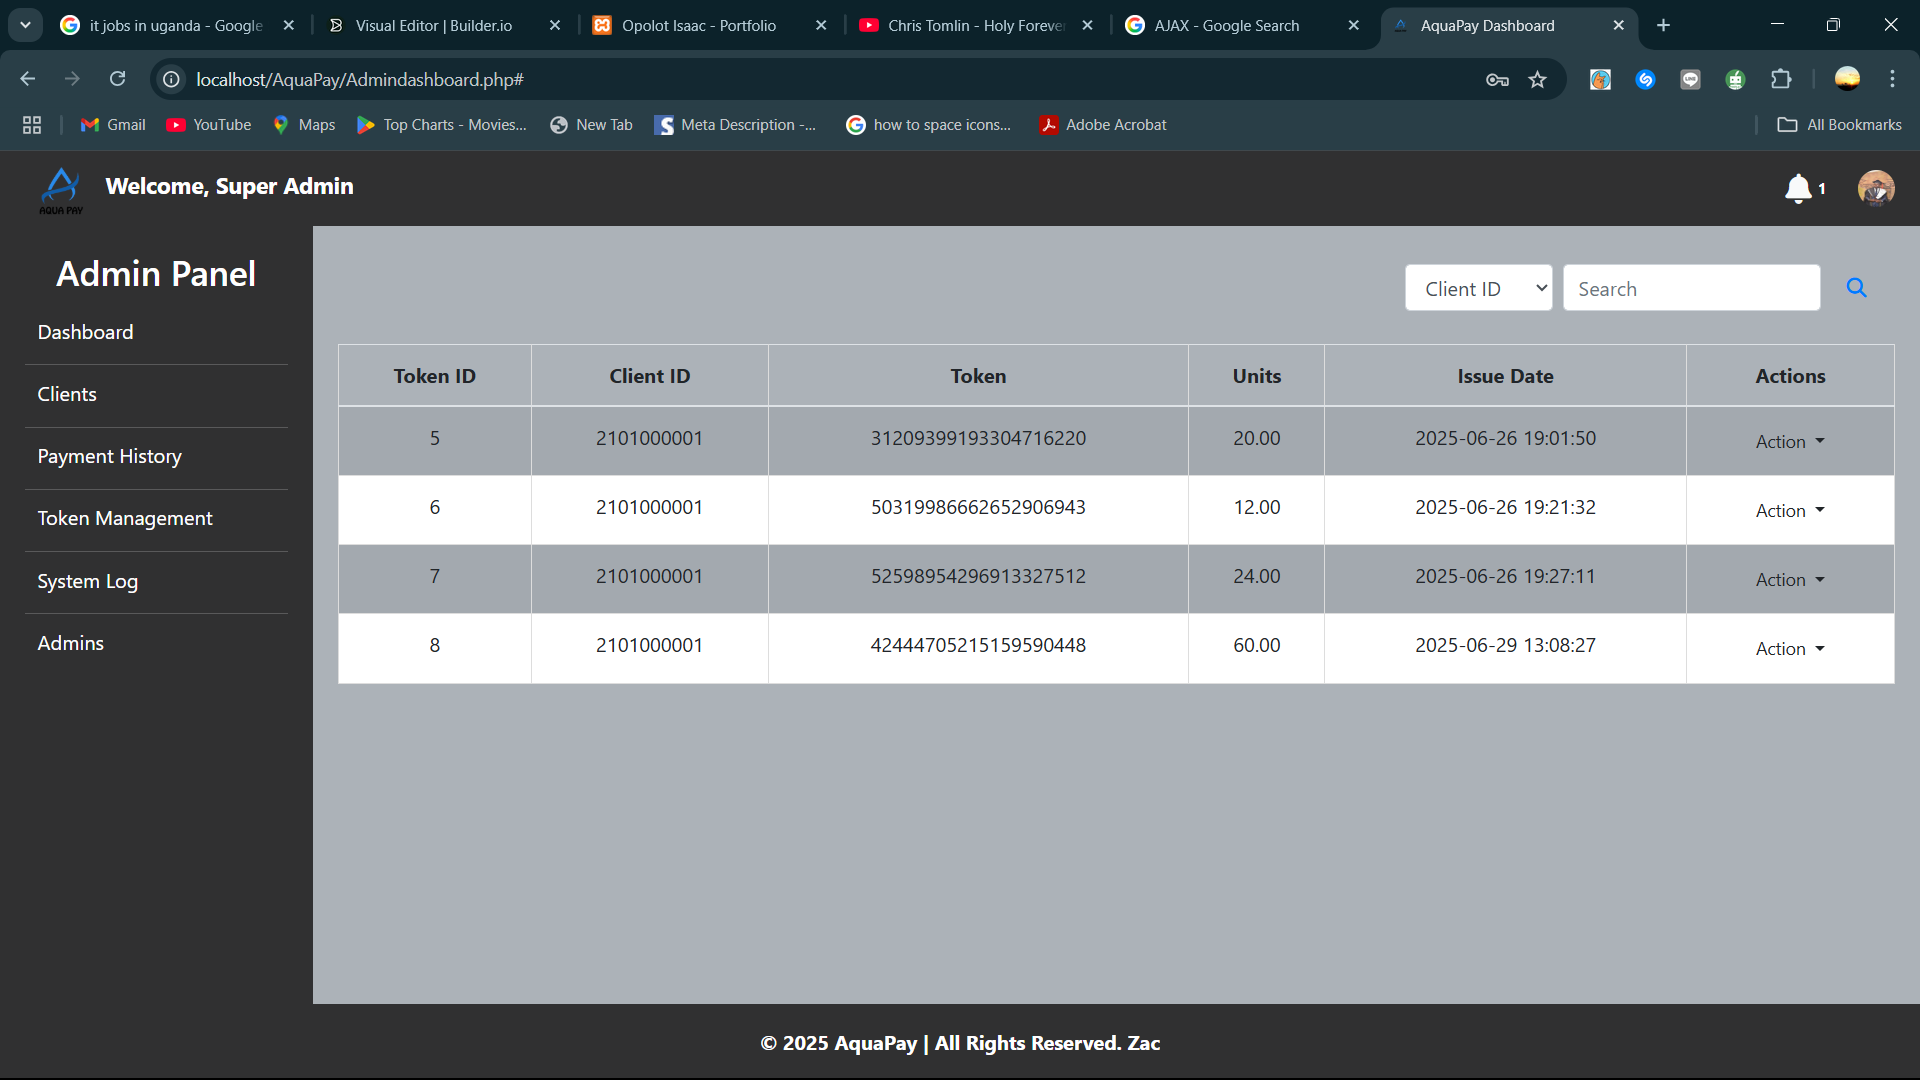 it jobs in uganda - Google
Visual Editor | Builder.io
Opolot Isaac - Portfolio
Chris Tomlin - Holy Forever
AJAX - Google Search
AquaPay Dashboard
localhost/AquaPay/Admindashboard.php#
Gmail
YouTube
Maps
Top Charts - Movies...
New Tab
Meta Description -...
how to space icons...
Adobe Acrobat
All Bookmarks
AQUA PAY
Welcome, Super Admin
1
Admin Panel
Dashboard
Clients
Payment History
Token Management
System Log
Admins
Client ID
Search
Token ID Client ID Token Units Issue Date Actions
5 2101000001 31209399193304716220 20.00 2025-06-26 19:01:50 Action
6 2101000001 50319986662652906943 12.00 2025-06-26 19:21:32 Action
7 2101000001 52598954296913327512 24.00 2025-06-26 19:27:11 Action
8 2101000001 42444705215159590448 60.00 2025-06-29 13:08:27 Action
© 2025 AquaPay | All Rights Reserved. Zac